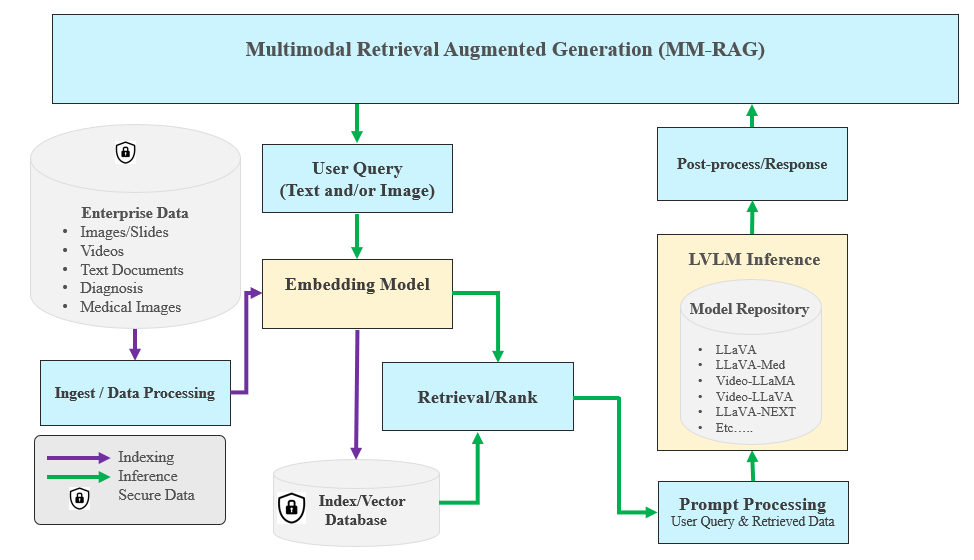 Multimodal Retrieval Augmented Generation (MM-RAG)
User Query
(Text and/or Image)
Post-process/Response
Enterprise Data
• Images/Slides
• Videos
• Text Documents
• Diagnosis
• Medical Images
Embedding Model
LVLM Inference
Model Repository
• LLaVA
• LLaVA-Med
• Video-LLaMA
• Video-LLaVA
• LLaVA-NEXT
• Etc…..
Ingest / Data Processing
Retrieval/Rank
Indexing
Inference
Secure Data
Index/Vector
Database
Prompt Processing
User Query & Retrieved Data